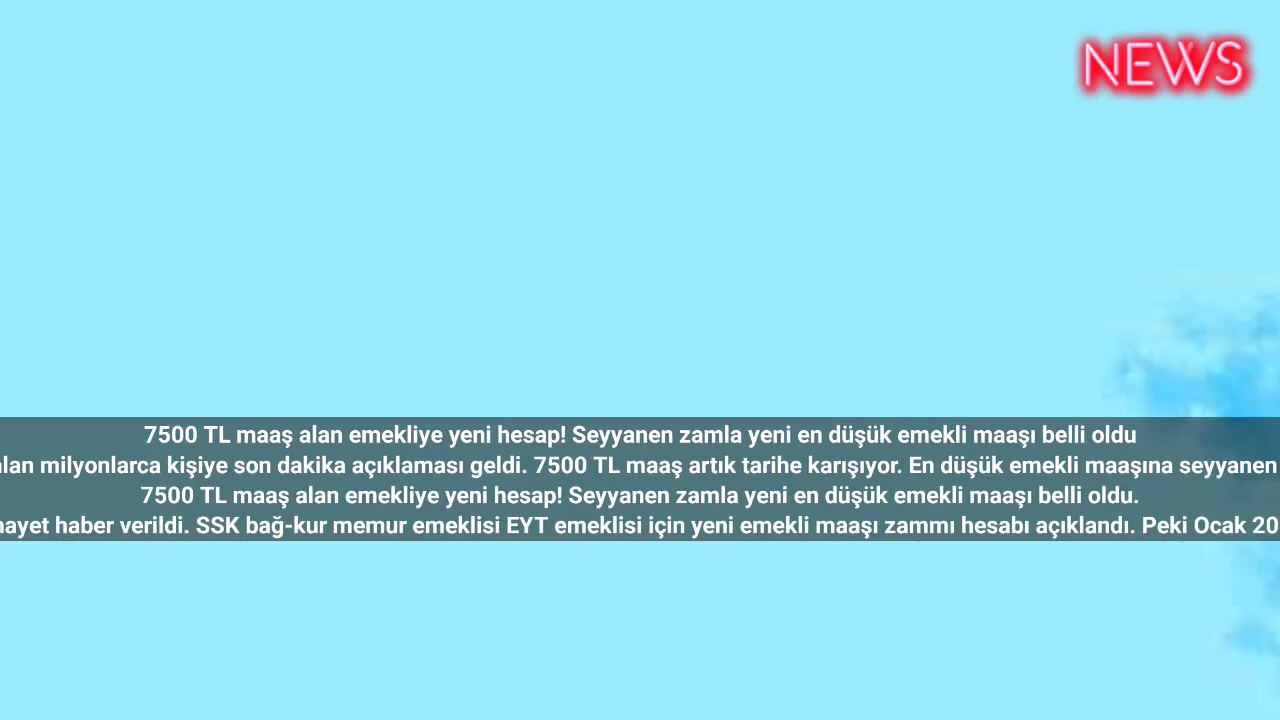 NEWS
7500 TL maaş alan emekliye yeni hesap! Seyyanen zamla yeni en düşük emekli maaşı belli oldu
alan milyonlarca kişiye son dakika açıklaması geldi. 7500 TL maaş artık tarihe karışıyor. En düşük emekli maaşına seyyanen
7500 TL maaş alan emekliye yeni hesap! Seyyanen zamla yeni en düşük emekli maaşı belli oldu.
haber verildi. SSK bağ-kur memur emeklisi EYT emeklisi için yeni emekli maaşı zammı hesabı açıklandı. Peki Ocak 20